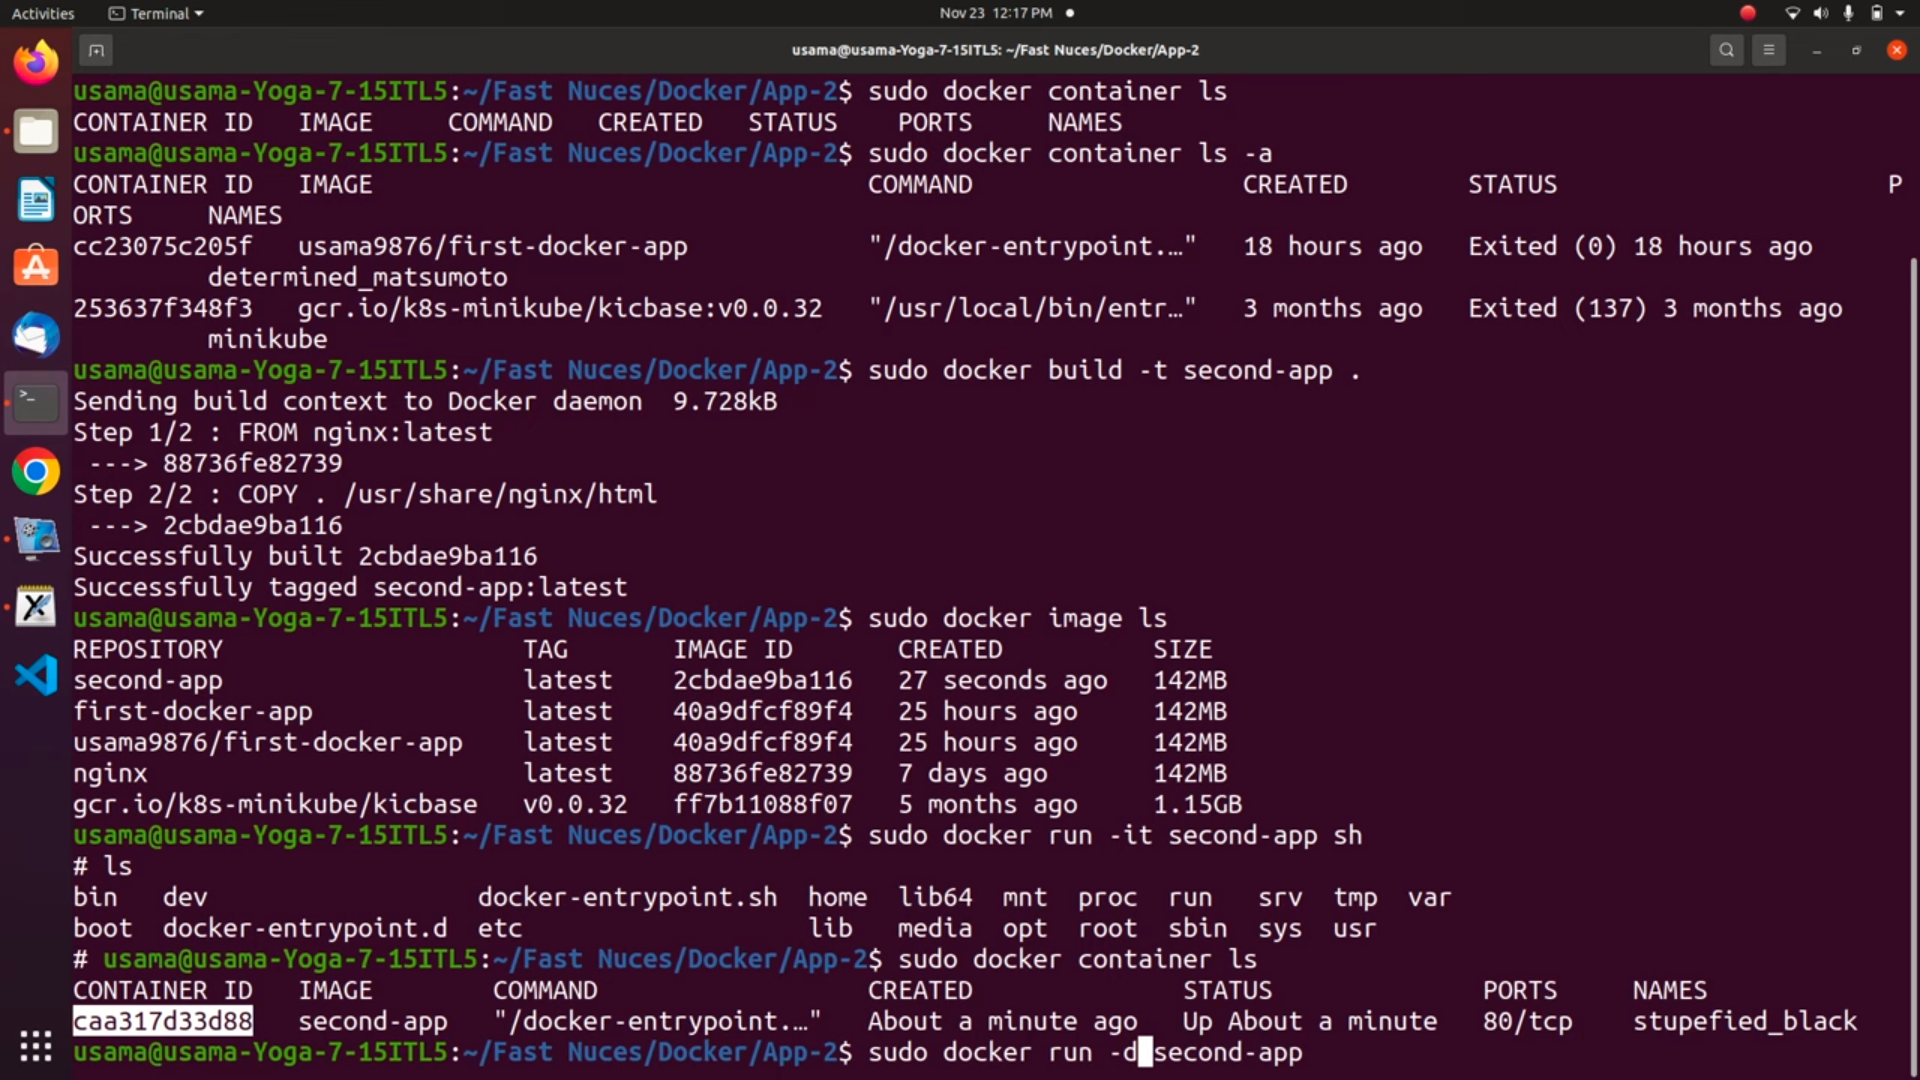 Activities Terminal Nov 23 12:17 PM
usama@usama-Yoga-7-15ITL5: ~/Fast Nuces/Docker/App-2
usama@usama-Yoga-7-15ITL5:~/Fast Nuces/Docker/App-2$ sudo docker container ls
CONTAINER ID IMAGE COMMAND CREATED STATUS PORTS NAMES
usama@usama-Yoga-7-15ITL5:~/Fast Nuces/Docker/App-2$ sudo docker container ls -a
CONTAINER ID IMAGE COMMAND CREATED STATUS P
ORTS NAMES
cc23075c205f usama9876/first-docker-app "/docker-entrypoint.…" 18 hours ago Exited (0) 18 hours ago
determined_matsumoto
253637f348f3 gcr.io/k8s-minikube/kicbase:v0.0.32 "/usr/local/bin/entr…" 3 months ago Exited (137) 3 months ago
minikube
usama@usama-Yoga-7-15ITL5:~/Fast Nuces/Docker/App-2$ sudo docker build -t second-app .
Sending build context to Docker daemon 9.728kB
Step 1/2 : FROM nginx:latest
---> 88736fe82739
Step 2/2 : COPY . /usr/share/nginx/html
---> 2cbdae9ba116
Successfully built 2cbdae9ba116
Successfully tagged second-app:latest
usama@usama-Yoga-7-15ITL5:~/Fast Nuces/Docker/App-2$ sudo docker image ls
REPOSITORY TAG IMAGE ID CREATED SIZE
second-app latest 2cbdae9ba116 27 seconds ago 142MB
first-docker-app latest 40a9dfcf89f4 25 hours ago 142MB
usama9876/first-docker-app latest 40a9dfcf89f4 25 hours ago 142MB
nginx latest 88736fe82739 7 days ago 142MB
gcr.io/k8s-minikube/kicbase v0.0.32 ff7b11088f07 5 months ago 1.15GB
usama@usama-Yoga-7-15ITL5:~/Fast Nuces/Docker/App-2$ sudo docker run -it second-app sh
# ls
bin dev docker-entrypoint.sh home lib64 mnt proc run srv tmp var
boot docker-entrypoint.d etc lib media opt root sbin sys usr
# usama@usama-Yoga-7-15ITL5:~/Fast Nuces/Docker/App-2$ sudo docker container ls
CONTAINER ID IMAGE COMMAND CREATED STATUS PORTS NAMES
caa317d33d88 second-app "/docker-entrypoint.…" About a minute ago Up About a minute 80/tcp stupefied_black
usama@usama-Yoga-7-15ITL5:~/Fast Nuces/Docker/App-2$ sudo docker run -d second-app